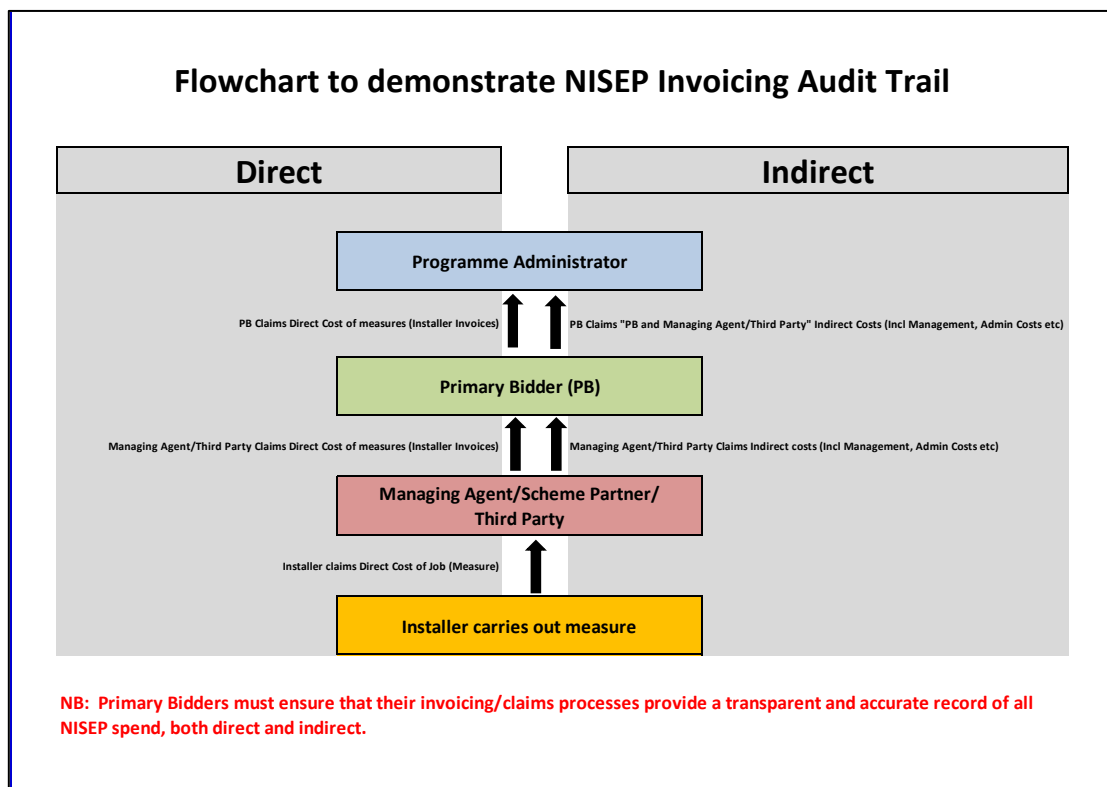 Flowchart to demonstrate NISEP Invoicing Audit Trail
Direct
Indirect
Programme Administrator
PB Claims Direct Cost of measures (Installer Invoices)
PB Claims "PB and Managing Agent/Third Party" Indirect Costs (Incl Management, Admin Costs etc)
Primary Bidder (PB)
Managing Agent/Third Party Claims Direct Cost of measures (Installer Invoices)
Managing Agent/Third Party Claims Indirect costs (Incl Management, Admin Costs etc)
Managing Agent/Scheme Partner/
Third Party
Installer claims Direct Cost of Job (Measure)
Installer carries out measure
NB:  Primary Bidders must ensure that their invoicing/claims processes provide a transparent and accurate record of all
NISEP spend, both direct and indirect.